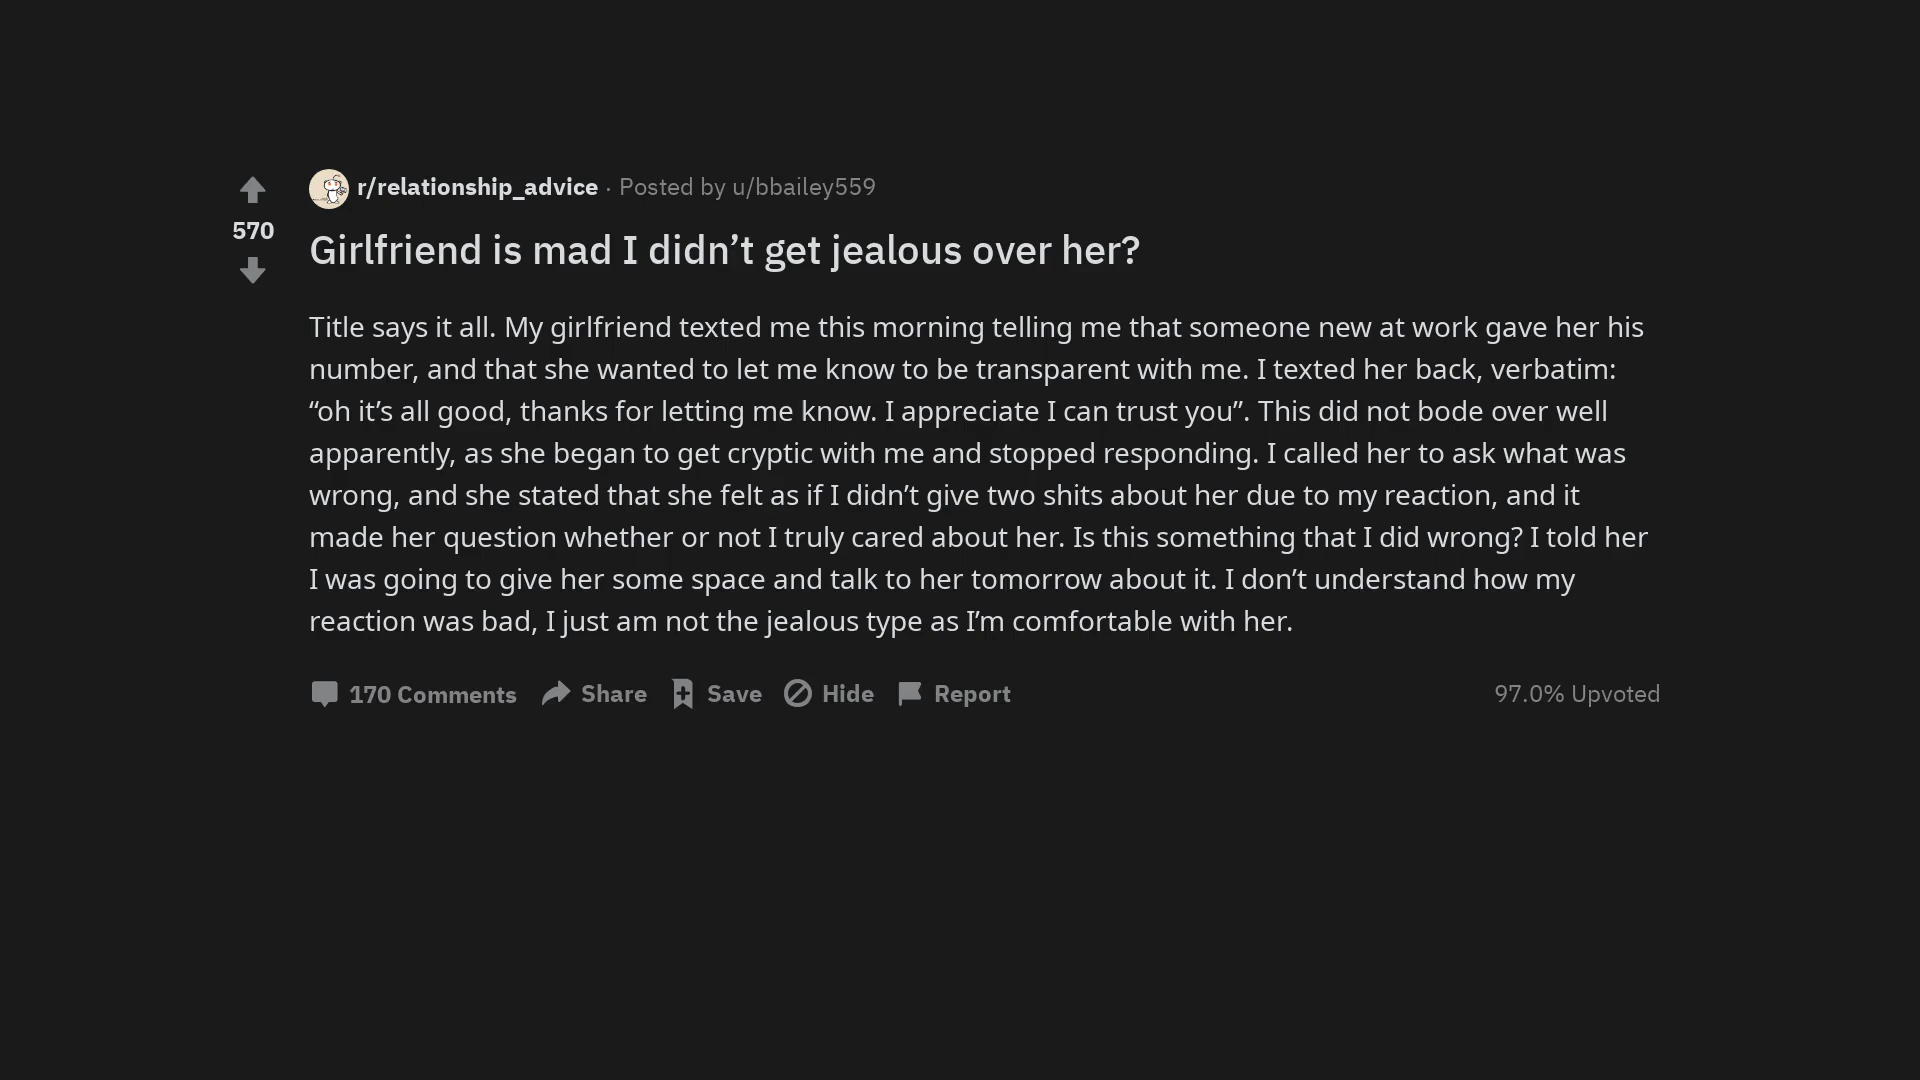 r/relationship_advice · Posted by u/bbailey559
570
Girlfriend is mad I didn’t get jealous over her?
Title says it all. My girlfriend texted me this morning telling me that someone new at work gave her his
number, and that she wanted to let me know to be transparent with me. I texted her back, verbatim:
“oh it’s all good, thanks for letting me know. I appreciate I can trust you”. This did not bode over well
apparently, as she began to get cryptic with me and stopped responding. I called her to ask what was
wrong, and she stated that she felt as if I didn’t give two shits about her due to my reaction, and it
made her question whether or not I truly cared about her. Is this something that I did wrong? I told her
I was going to give her some space and talk to her tomorrow about it. I don’t understand how my
reaction was bad, I just am not the jealous type as I’m comfortable with her.
170 Comments Share Save Hide Report 97.0% Upvoted